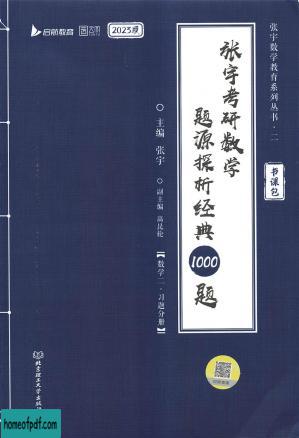 启航教育
2023版
张宇数学教育系列丛书·二
书课包
张宇考研数学
题源探析经典1000题
主编 张宇
副主编 高昆轮
【数学二·习题分册】
北京理工大学出版社
homeofpdf.com